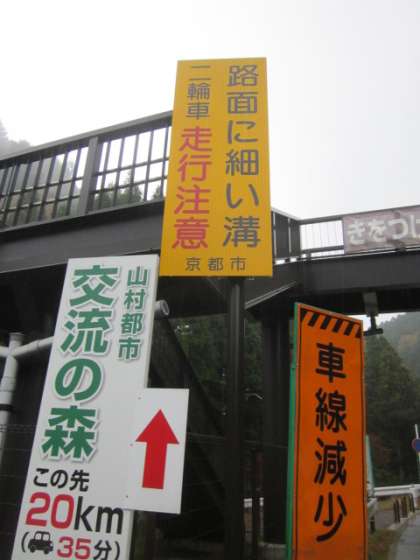 路面に細い溝
二輪車 走行注意
京都市
きをつけ
山村都市
交流の森
この先
20km
(35分)
車線減少